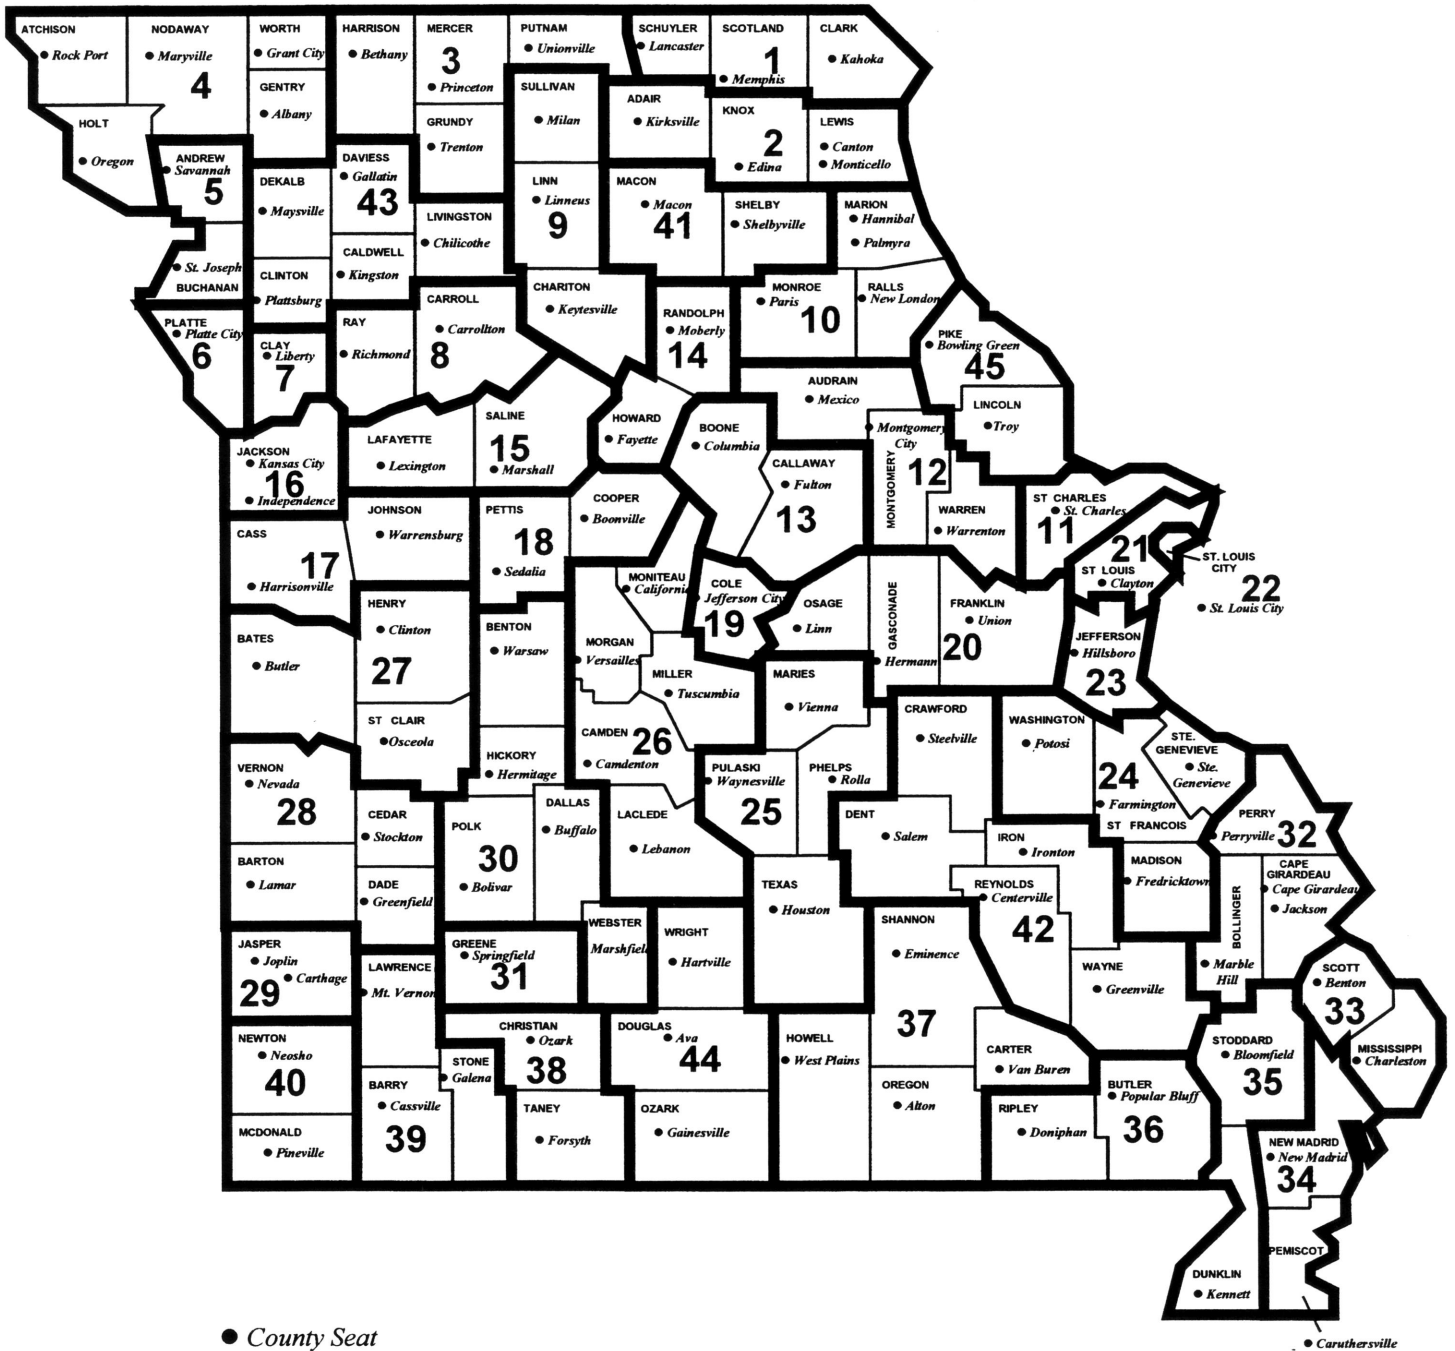 ATCHISON
Rock Port
NODAWAY
Maryville
4
WORTH
Grant City
HARRISON
Bethany
MERCER
3
Princeton
PUTNAM
Unionville
SCHUYLER
Lancaster
SCOTLAND
1
Memphis
CLARK
Kahoka
HOLT
Oregon
GENTRY
Albany
GRUNDY
Trenton
SULLIVAN
Milan
ADAIR
Kirksville
KNOX
2
Edina
LEWIS
Canton
Monticello
ANDREW
Savannah
5
DEKALB
Maysville
DAVIESS
Gallatin
43
LIVINGSTON
Chilicothe
LINN
Linneus
9
MACON
Macon
41
SHELBY
Shelbyville
MARION
Hannibal
Palmyra
St. Joseph
BUCHANAN
CLINTON
Plattsburg
CALDWELL
Kingston
CARROLL
Carrollton
8
CHARITON
Keytesville
RANDOLPH
Moberly
14
MONROE
Paris
10
RALLS
New London
PLATTE
Platte City
6
CLAY
Liberty
7
RAY
Richmond
PIKE
Bowling Green
45
AUDRAIN
Mexico
LINCOLN
Troy
JACKSON
Kansas City
16
Independence
LAFAYETTE
Lexington
SALINE
15
Marshall
HOWARD
Fayette
BOONE
Columbia
CALLAWAY
Fulton
13
Montgomery
City
MONTGOMERY
12
WARREN
Warrenton
ST CHARLES
St. Charles
11
21
ST LOUIS
Clayton
ST. LOUIS
CITY
22
St. Louis City
CASS
17
Harrisonville
JOHNSON
Warrensburg
PETTIS
18
Sedalia
COOPER
Boonville
MONITEAU
California
COLE
Jefferson City
19
OSAGE
Linn
GASCONADE
Hermann
FRANKLIN
Union
20
JEFFERSON
Hillsboro
23
BATES
Butler
HENRY
Clinton
27
BENTON
Warsaw
MORGAN
Versailles
MILLER
Tuscumbia
MARIES
Vienna
ST CLAIR
Osceola
HICKORY
Hermitage
CAMDEN
26
Camdenton
PULASKI
Waynesville
25
PHELPS
Rolla
CRAWFORD
Steelville
WASHINGTON
Potosi
24
Farmington
ST FRANCOIS
STE.
GENEVIEVE
Ste.
Genevieve
VERNON
Nevada
28
CEDAR
Stockton
POLK
30
Bolivar
DALLAS
Buffalo
LACLEDE
Lebanon
DENT
Salem
IRON
Ironton
PERRY
Perryville
32
BARTON
Lamar
DADE
Greenfield
TEXAS
Houston
REYNOLDS
Centerville
42
MADISON
Fredricktown
BOLLINGER
Marble
Hill
CAPE
GIRARDEAU
Cape Girardeau
Jackson
JASPER
Joplin
Carthage
29
LAWRENCE
Mt. Vernon
GREENE
Springfield
31
WEBSTER
Marshfield
WRIGHT
Hartville
SHANNON
Eminence
37
WAYNE
Greenville
SCOTT
Benton
33
NEWTON
Neosho
40
CHRISTIAN
Ozark
38
STONE
Galena
DOUGLAS
Ava
44
HOWELL
West Plains
CARTER
Van Buren
STODDARD
Bloomfield
35
MISSISSIPPI
Charleston
MCDONALD
Pineville
BARRY
Cassville
39
TANEY
Forsyth
OZARK
Gainesville
OREGON
Alton
RIPLEY
Doniphan
BUTLER
Popular Bluff
36
NEW MADRID
New Madrid
34
PEMISCOT
DUNKLIN
Kennett
Caruthersville
County Seat